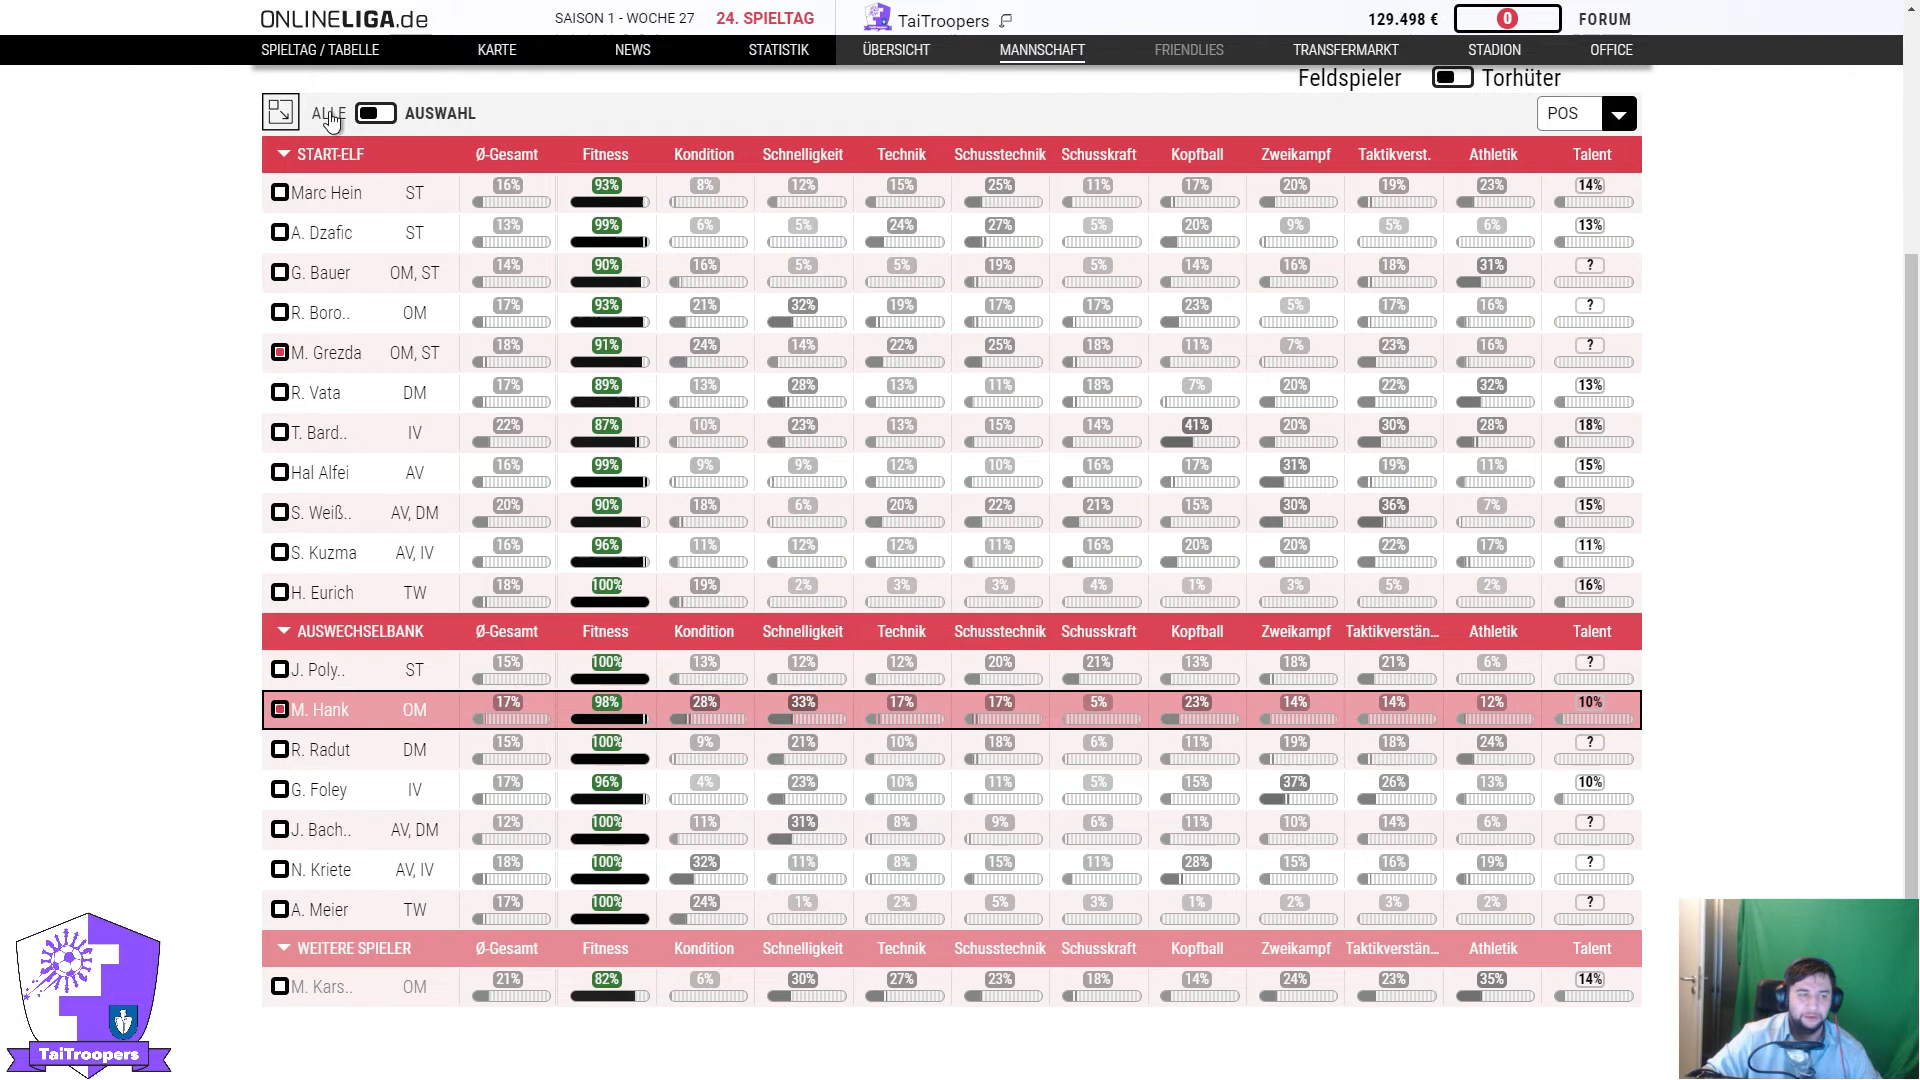 ONLINELIGA.de SAISON 1 - WOCHE 27 24. SPIELTAG TaiTroopers 129.498 € 0 FORUM
SPIELTAG / TABELLE KARTE NEWS STATISTIK ÜBERSICHT MANNSCHAFT FRIENDLIES TRANSFERMARKT STADION OFFICE
Feldspieler Torhüter
ALLE AUSWAHL POS
START-ELF Ø-Gesamt Fitness Kondition Schnelligkeit Technik Schusstechnik Schusskraft Kopfball Zweikampf Taktikverst. Athletik Talent
Marc Hein ST 16% 93% 8% 12% 15% 25% 11% 17% 20% 19% 23% 14%
A. Dzafic ST 13% 99% 6% 5% 24% 27% 5% 20% 9% 5% 6% 13%
G. Bauer OM, ST 14% 90% 16% 5% 5% 19% 5% 14% 16% 18% 31% ?
R. Boro.. OM 17% 93% 21% 32% 19% 17% 17% 23% 5% 17% 16% ?
M. Grezda OM, ST 18% 91% 24% 14% 22% 25% 18% 11% 7% 23% 16% ?
R. Vata DM 17% 89% 13% 28% 13% 11% 18% 7% 20% 22% 32% 13%
T. Bard.. IV 22% 87% 10% 23% 13% 15% 14% 41% 20% 30% 28% 18%
Hal Alfei AV 16% 99% 9% 9% 12% 10% 16% 17% 31% 19% 11% 15%
S. Weiß.. AV, DM 20% 90% 18% 6% 20% 22% 21% 15% 30% 36% 7% 15%
S. Kuzma AV, IV 16% 96% 11% 12% 12% 11% 16% 20% 20% 22% 17% 11%
H. Eurich TW 18% 100% 19% 2% 3% 3% 4% 1% 3% 5% 2% 16%
AUSWECHSELBANK Ø-Gesamt Fitness Kondition Schnelligkeit Technik Schusstechnik Schusskraft Kopfball Zweikampf Taktikverstän... Athletik Talent
J. Poly.. ST 15% 100% 13% 12% 12% 20% 21% 13% 18% 21% 6% ?
M. Hank OM 17% 98% 28% 33% 17% 17% 5% 23% 14% 14% 12% 10%
R. Radut DM 15% 100% 9% 21% 10% 18% 6% 11% 19% 18% 24% ?
G. Foley IV 17% 96% 4% 23% 10% 11% 5% 15% 37% 26% 13% 10%
J. Bach.. AV, DM 12% 100% 11% 31% 8% 9% 6% 11% 10% 14% 6% ?
N. Kriete AV, IV 18% 100% 32% 11% 8% 15% 11% 28% 15% 16% 19% ?
A. Meier TW 17% 100% 24% 1% 2% 5% 3% 1% 2% 3% 2% ?
WEITERE SPIELER Ø-Gesamt Fitness Kondition Schnelligkeit Technik Schusstechnik Schusskraft Kopfball Zweikampf Taktikverstän... Athletik Talent
M. Kars.. OM 21% 82% 6% 30% 27% 23% 18% 14% 24% 23% 35% 14%
TaiTroopers